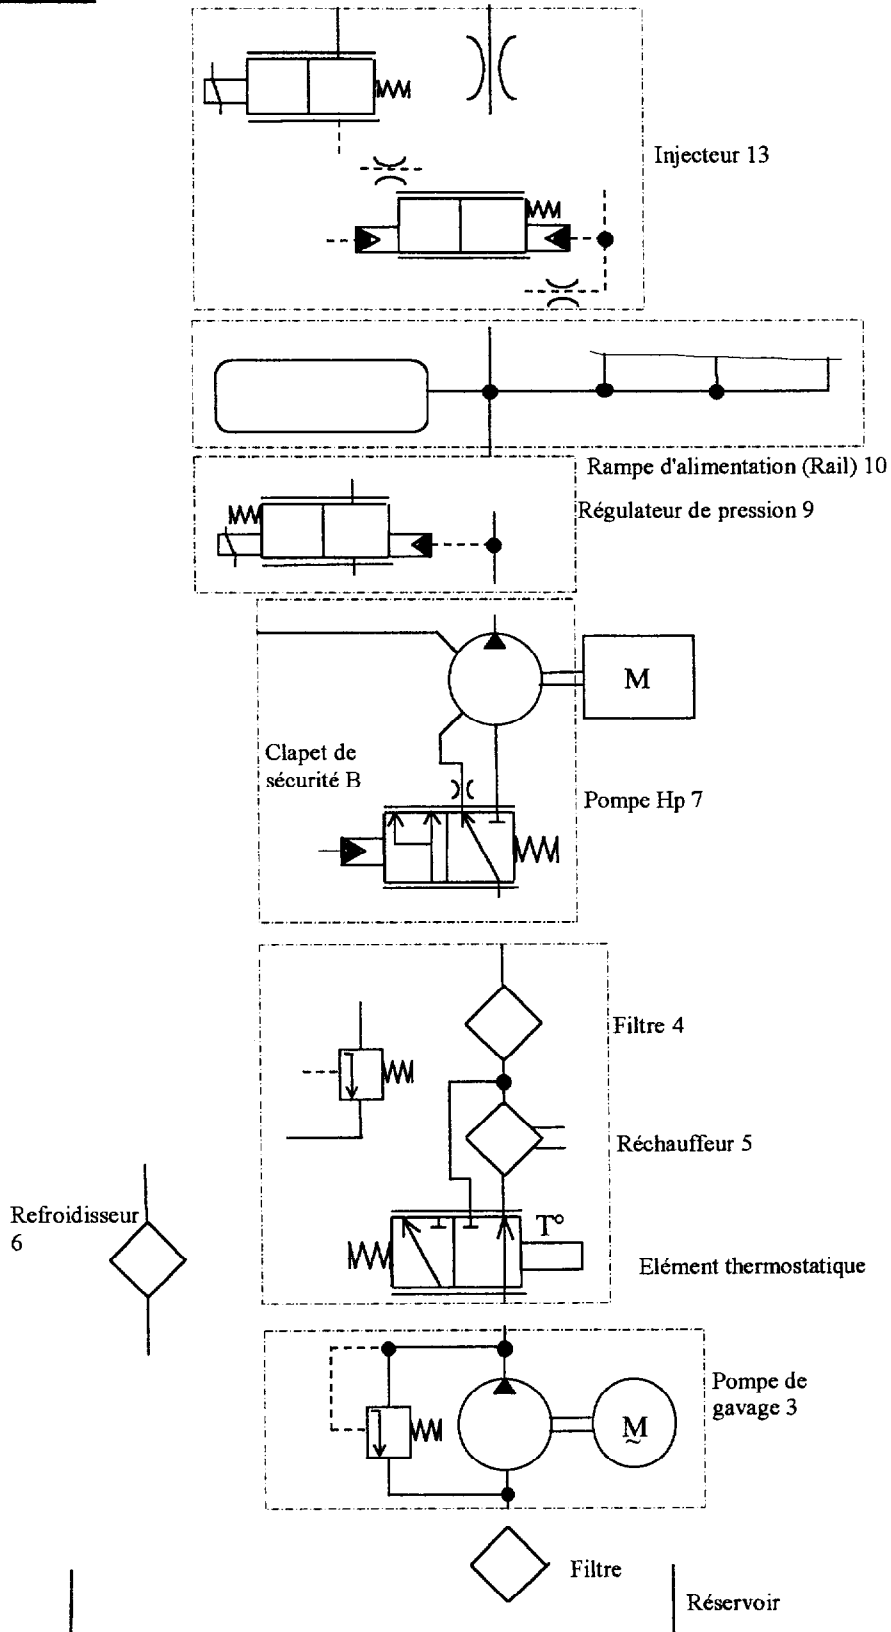 Injecteur 13
Rampe d'alimentation (Rail) 10
Régulateur de pression 9
M
Clapet de
sécurité B
Pompe Hp 7
Filtre 4
Réchauffeur 5
Refroidisseur
6
T°
Elément thermostatique
Pompe de
gavage 3
M
~
Filtre
Réservoir